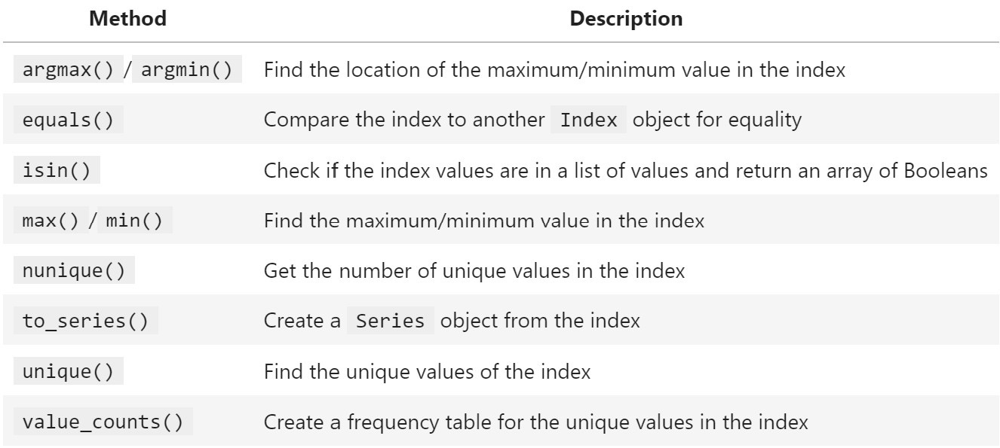 Method Description
argmax() / argmin() Find the location of the maximum/minimum value in the index
equals() Compare the index to another Index object for equality
isin() Check if the index values are in a list of values and return an array of Booleans
max() / min() Find the maximum/minimum value in the index
nunique() Get the number of unique values in the index
to_series() Create a Series object from the index
unique() Find the unique values of the index
value_counts() Create a frequency table for the unique values in the index